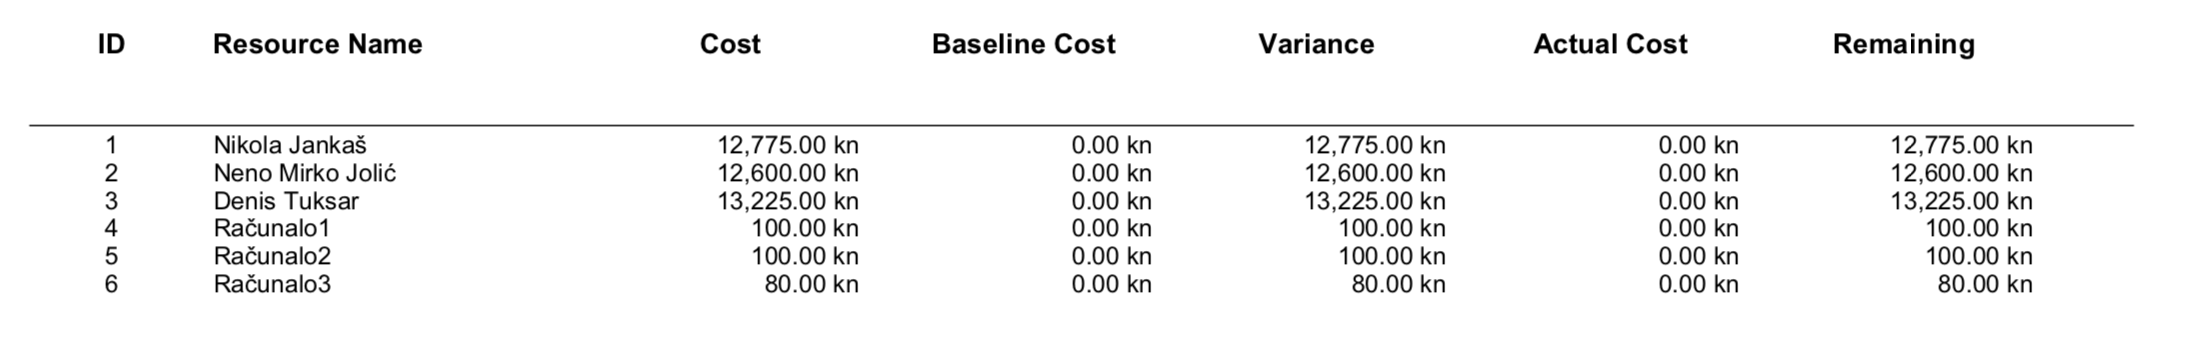 ID Resource Name Cost Baseline Cost Variance Actual Cost Remaining
1 Nikola Jankaš 12,775.00 kn 0.00 kn 12,775.00 kn 0.00 kn 12,775.00 kn
2 Neno Mirko Jolić 12,600.00 kn 0.00 kn 12,600.00 kn 0.00 kn 12,600.00 kn
3 Denis Tuksar 13,225.00 kn 0.00 kn 13,225.00 kn 0.00 kn 13,225.00 kn
4 Računalo1 100.00 kn 0.00 kn 100.00 kn 0.00 kn 100.00 kn
5 Računalo2 100.00 kn 0.00 kn 100.00 kn 0.00 kn 100.00 kn
6 Računalo3 80.00 kn 0.00 kn 80.00 kn 0.00 kn 80.00 kn